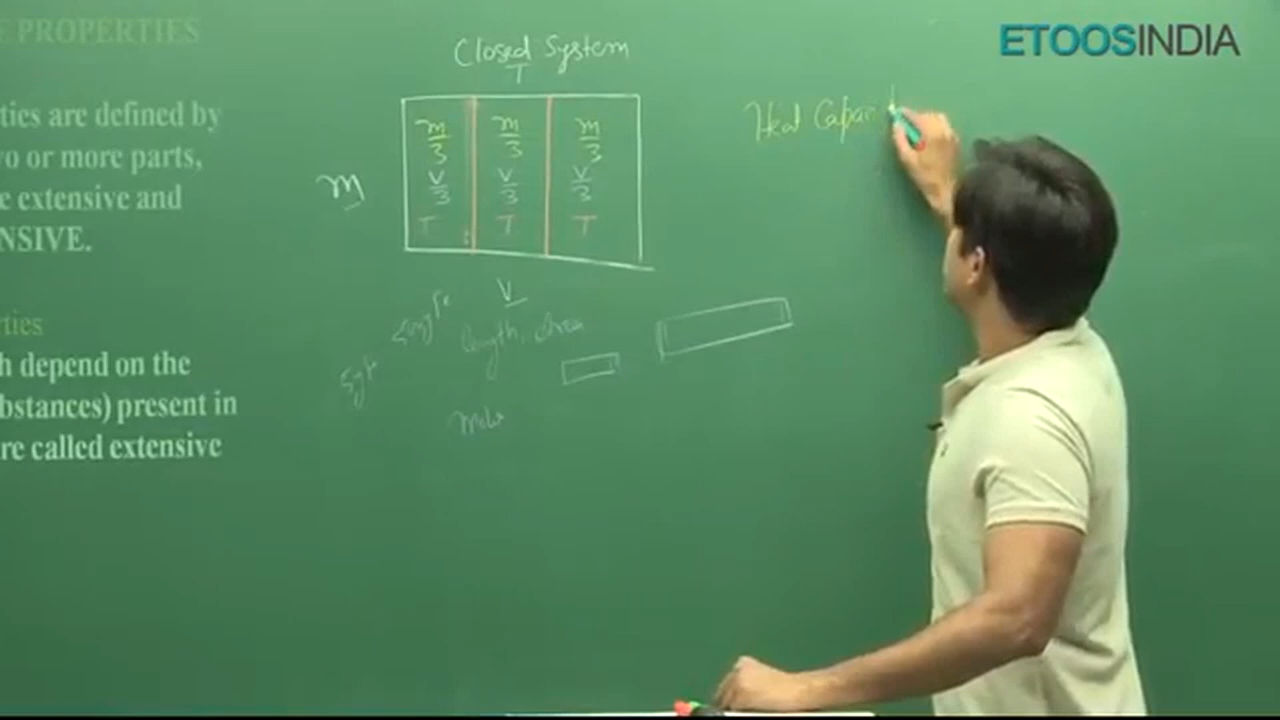 E PROPERTIES
ties are defined by
vo or more parts,
e extensive and
NSIVE.
ties
h depend on the
bstances) present in
re called extensive
Closed System
T
m/3 m/3 m/3
V/3 V/3 V/3
T T T
m
V
length, Area
Heat Capaci
ETOOSINDIA